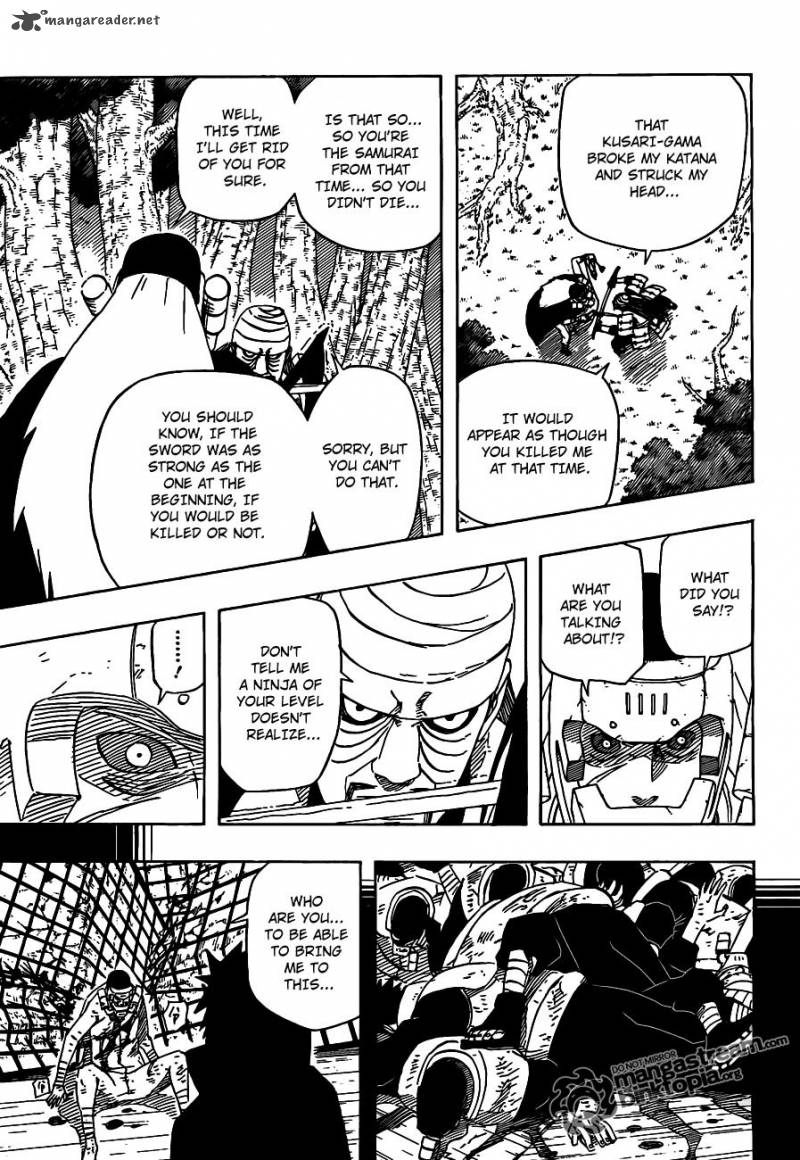 mangareader.net
THAT
KUSARI-GAMA
BROKE MY KATANA
AND STRUCK MY
HEAD...
IT WOULD
APPEAR AS THOUGH
YOU KILLED ME
AT THAT TIME.
IS THAT SO...
SO YOU'RE
THE SAMURAI
FROM THAT
TIME... SO YOU
DIDN'T DIE...
WELL,
THIS TIME
I'LL GET RID
OF YOU FOR
SURE.
SORRY, BUT
YOU CAN'T
DO THAT.
YOU SHOULD
KNOW, IF THE
SWORD WAS AS
STRONG AS THE
ONE AT THE
BEGINNING, IF
YOU WOULD BE
KILLED OR NOT.
WHAT
DID YOU
SAY!?
WHAT
ARE YOU
TALKING
ABOUT!?
DON'T
TELL ME
A NINJA OF
YOUR LEVEL
DOESN'T
REALIZE...
......!
WHO
ARE YOU...
TO BE ABLE
TO BRING
ME TO
THIS...
DO NOT MIRROR
mangastream.com
binktopia.org